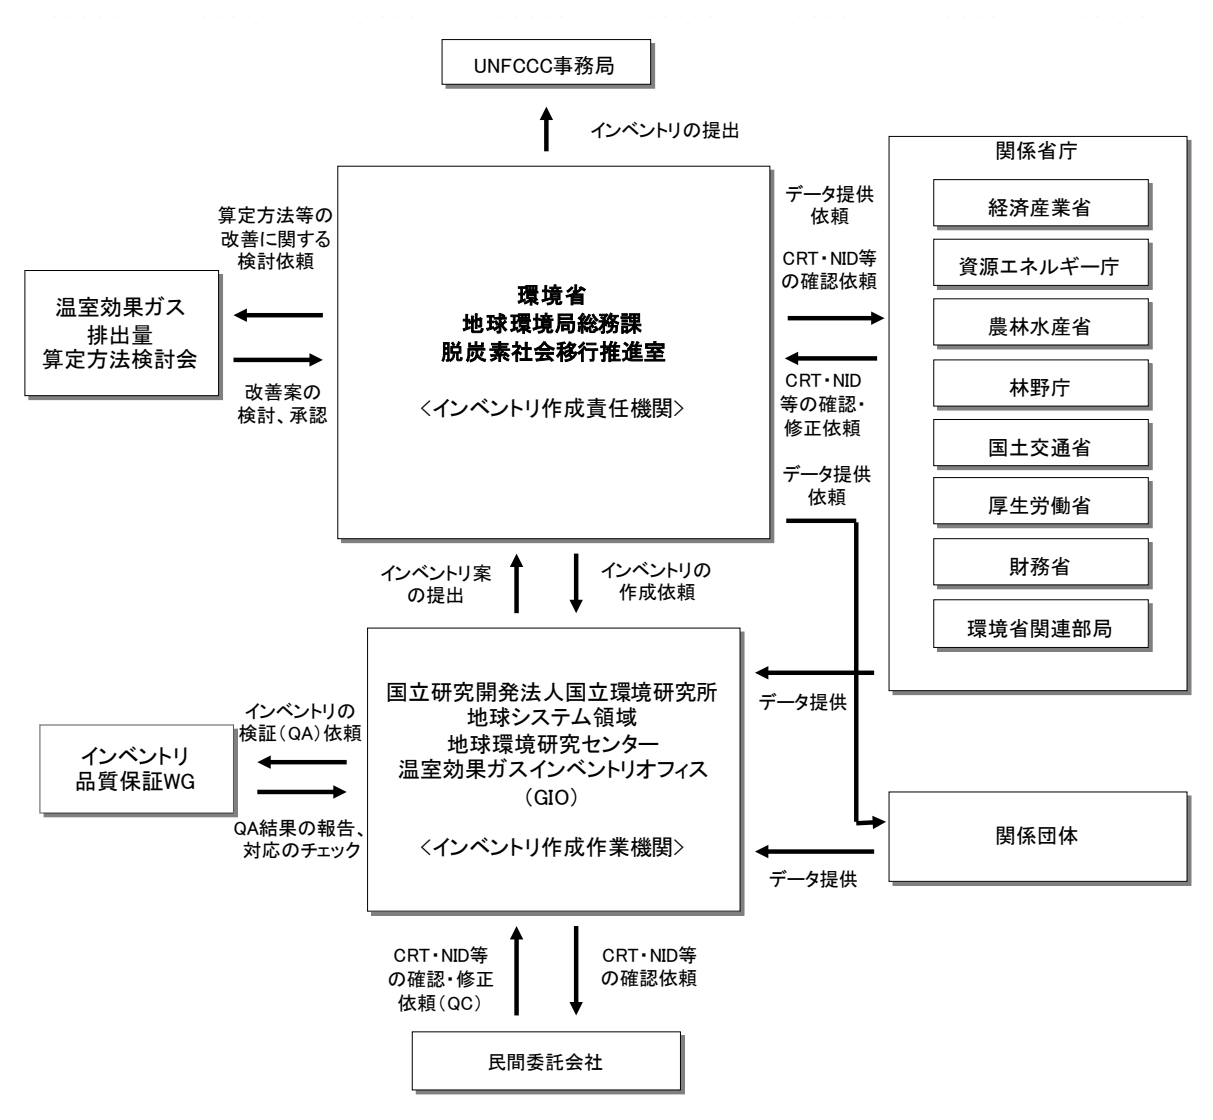 UNFCCC事務局
インベントリの提出
環境省
地球環境局総務課
脱炭素社会移行推進室
<インベントリ作成責任機関>
算定方法等の
改善に関する
検討依頼
温室効果ガス
排出量
算定方法検討会
改善案の
検討、承認
データ提供
依頼
CRT・NID等
の確認依頼
CRT・NID
等の確認・
修正依頼
データ提供
依頼
関係省庁
経済産業省
資源エネルギー庁
農林水産省
林野庁
国土交通省
厚生労働省
財務省
環境省関連部局
インベントリ案
の提出
インベントリの
作成依頼
国立研究開発法人国立環境研究所
地球システム領域
地球環境研究センター
温室効果ガスインベントリオフィス
(GIO)
<インベントリ作成作業機関>
データ提供
インベントリの
検証(QA)依頼
インベントリ
品質保証WG
QA結果の報告、
対応のチェック
関係団体
データ提供
CRT・NID等
の確認・修正
依頼(QC)
CRT・NID等
の確認依頼
民間委託会社